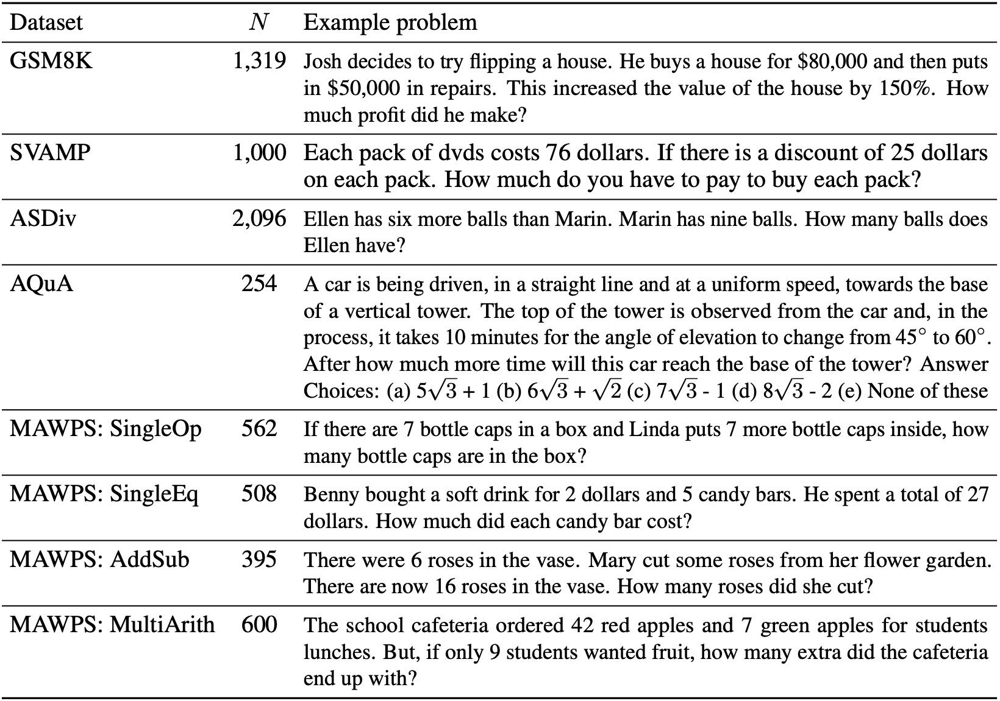 Dataset N Example problem
GSM8K 1,319 Josh decides to try flipping a house. He buys a house for $80,000 and then puts
in $50,000 in repairs. This increased the value of the house by 150%. How
much profit did he make?
SVAMP 1,000 Each pack of dvds costs 76 dollars. If there is a discount of 25 dollars
on each pack. How much do you have to pay to buy each pack?
ASDiv 2,096 Ellen has six more balls than Marin. Marin has nine balls. How many balls does
Ellen have?
AQuA 254 A car is being driven, in a straight line and at a uniform speed, towards the base
of a vertical tower. The top of the tower is observed from the car and, in the
process, it takes 10 minutes for the angle of elevation to change from 45° to 60°.
After how much more time will this car reach the base of the tower? Answer
Choices: (a) 5√3 + 1 (b) 6√3 + √2 (c) 7√3 - 1 (d) 8√3 - 2 (e) None of these
MAWPS: SingleOp 562 If there are 7 bottle caps in a box and Linda puts 7 more bottle caps inside, how
many bottle caps are in the box?
MAWPS: SingleEq 508 Benny bought a soft drink for 2 dollars and 5 candy bars. He spent a total of 27
dollars. How much did each candy bar cost?
MAWPS: AddSub 395 There were 6 roses in the vase. Mary cut some roses from her flower garden.
There are now 16 roses in the vase. How many roses did she cut?
MAWPS: MultiArith 600 The school cafeteria ordered 42 red apples and 7 green apples for students
lunches. But, if only 9 students wanted fruit, how many extra did the cafeteria
end up with?